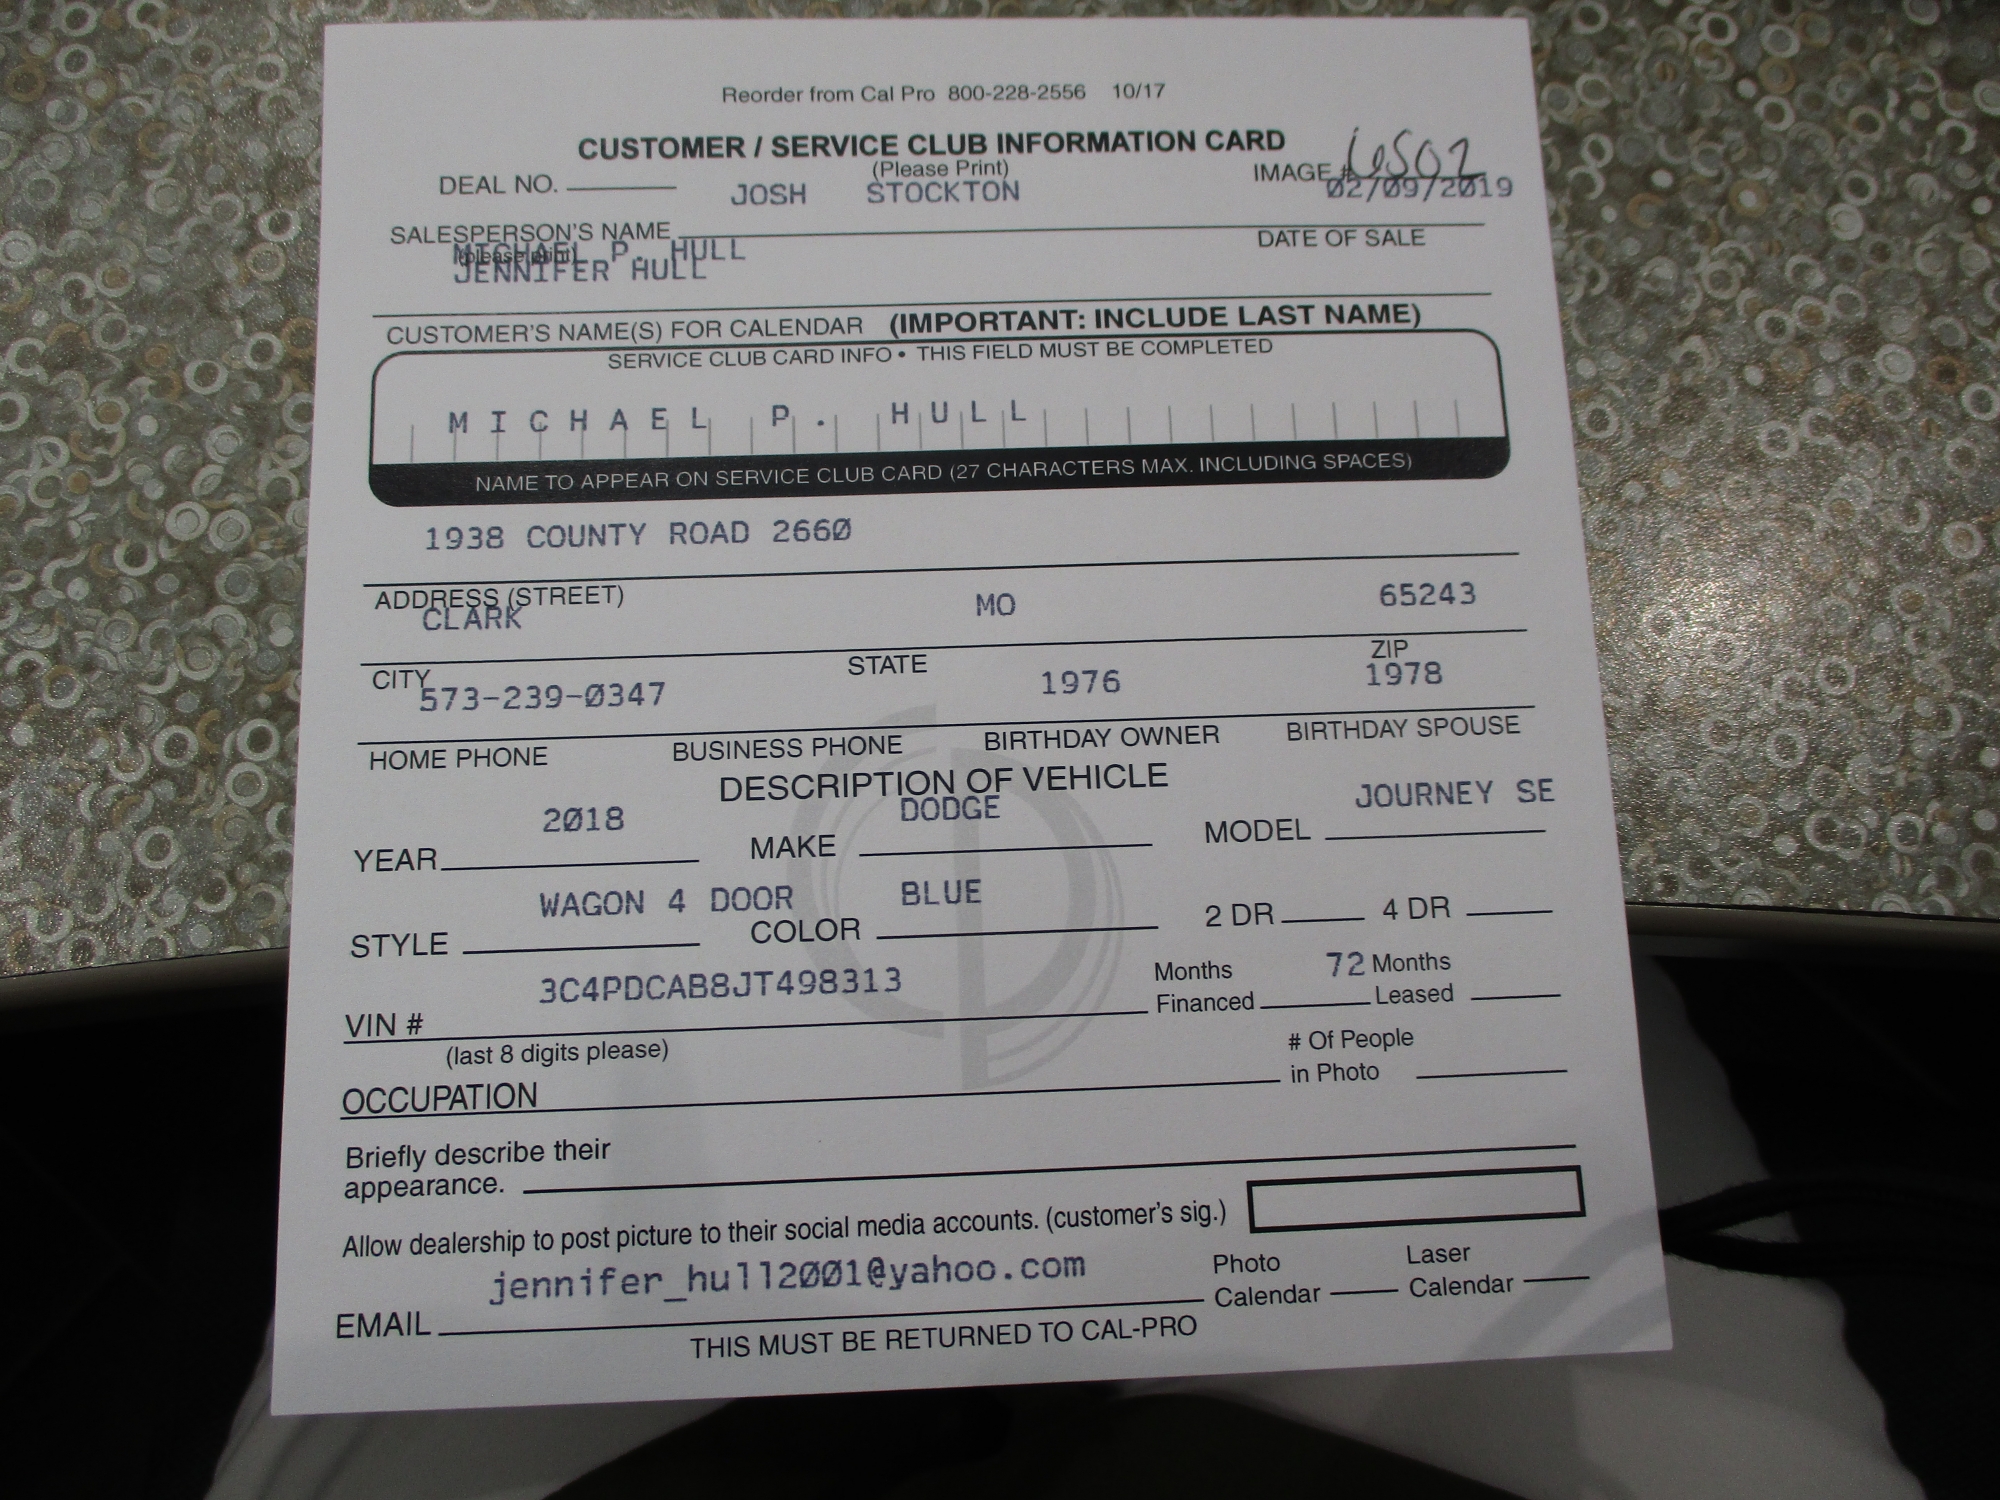 Reorder from Cal Pro 800-228-2556 10/17
CUSTOMER / SERVICE CLUB INFORMATION CARD
(Please Print)
DEAL NO. JOSH STOCKTON IMAGE # 6502
02/09/2019
SALESPERSON'S NAME DATE OF SALE
(please print)
MICHAEL P. HULL
JENNIFER HULL
CUSTOMER'S NAME(S) FOR CALENDAR (IMPORTANT: INCLUDE LAST NAME)
SERVICE CLUB CARD INFO • THIS FIELD MUST BE COMPLETED
MICHAEL P. HULL
NAME TO APPEAR ON SERVICE CLUB CARD (27 CHARACTERS MAX. INCLUDING SPACES)
1938 COUNTY ROAD 2660
ADDRESS (STREET)
CLARK MO 65243
CITY STATE ZIP
573-239-0347 1976 1978
HOME PHONE BUSINESS PHONE BIRTHDAY OWNER BIRTHDAY SPOUSE
DESCRIPTION OF VEHICLE
2018 DODGE JOURNEY SE
YEAR MAKE MODEL
WAGON 4 DOOR BLUE
STYLE COLOR 2 DR 4 DR
3C4PDCAB8JT498313 Months 72 Months
VIN # Financed Leased
(last 8 digits please) # Of People
OCCUPATION in Photo
Briefly describe their
appearance.
Allow dealership to post picture to their social media accounts. (customer's sig.)
jennifer_hull2001@yahoo.com Photo Laser
EMAIL Calendar Calendar
THIS MUST BE RETURNED TO CAL-PRO